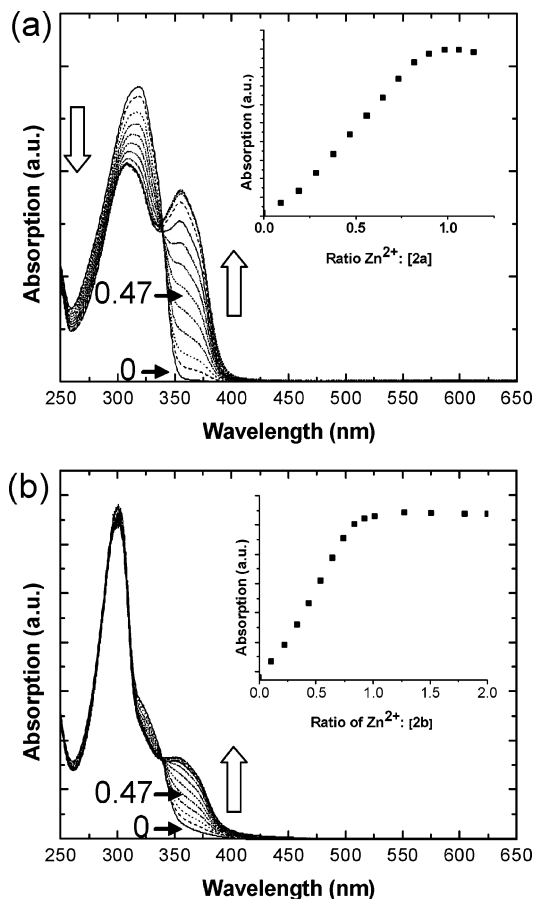 (a)
Absorption (a.u.)
Absorption (a.u.)
0.0 0.5 1.0
Ratio Zn²⁺: [2a]
0.47
0
250 300 350 400 450 500 550 600 650
Wavelength (nm)
(b)
Absorption (a.u.)
Absorption (a.u.)
0.0 0.5 1.0 1.5 2.0
Ratio of Zn²⁺: [2b]
0.47
0
250 300 350 400 450 500 550 600 650
Wavelength (nm)